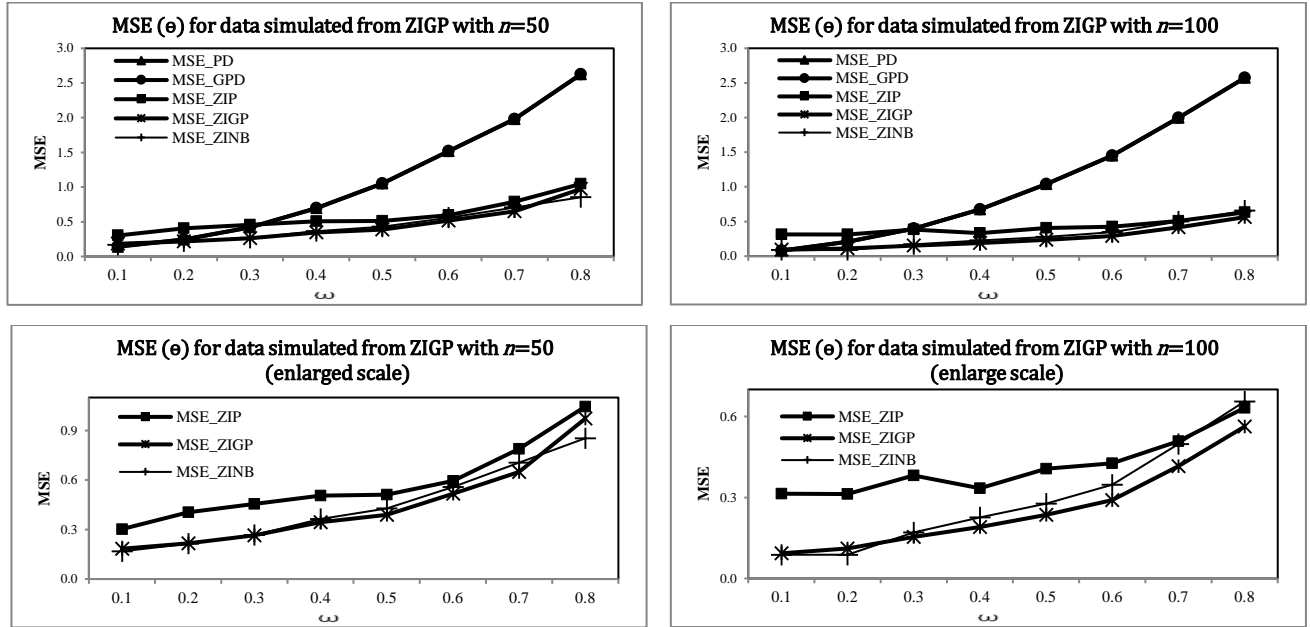 MSE (ɵ) for data simulated from ZIGP with n=50
3.0
2.5
2.0
1.5
1.0
0.5
0.0
MSE
MSE_PD
MSE_GPD
MSE_ZIP
MSE_ZIGP
MSE_ZINB
0.1 0.2 0.3 0.4 0.5 0.6 0.7 0.8
ω
MSE (ɵ) for data simulated from ZIGP with n=100
3.0
2.5
2.0
1.5
1.0
0.5
0.0
MSE
MSE_PD
MSE_GPD
MSE_ZIP
MSE_ZIGP
MSE_ZINB
0.1 0.2 0.3 0.4 0.5 0.6 0.7 0.8
ω
MSE (ɵ) for data simulated from ZIGP with n=50
(enlarged scale)
0.9
0.6
0.3
0.0
MSE
MSE_ZIP
MSE_ZIGP
MSE_ZINB
0.1 0.2 0.3 0.4 0.5 0.6 0.7 0.8
ω
MSE (ɵ) for data simulated from ZIGP with n=100
(enlarge scale)
0.6
0.3
0.0
MSE
MSE_ZIP
MSE_ZIGP
MSE_ZINB
0.1 0.2 0.3 0.4 0.5 0.6 0.7 0.8
ω